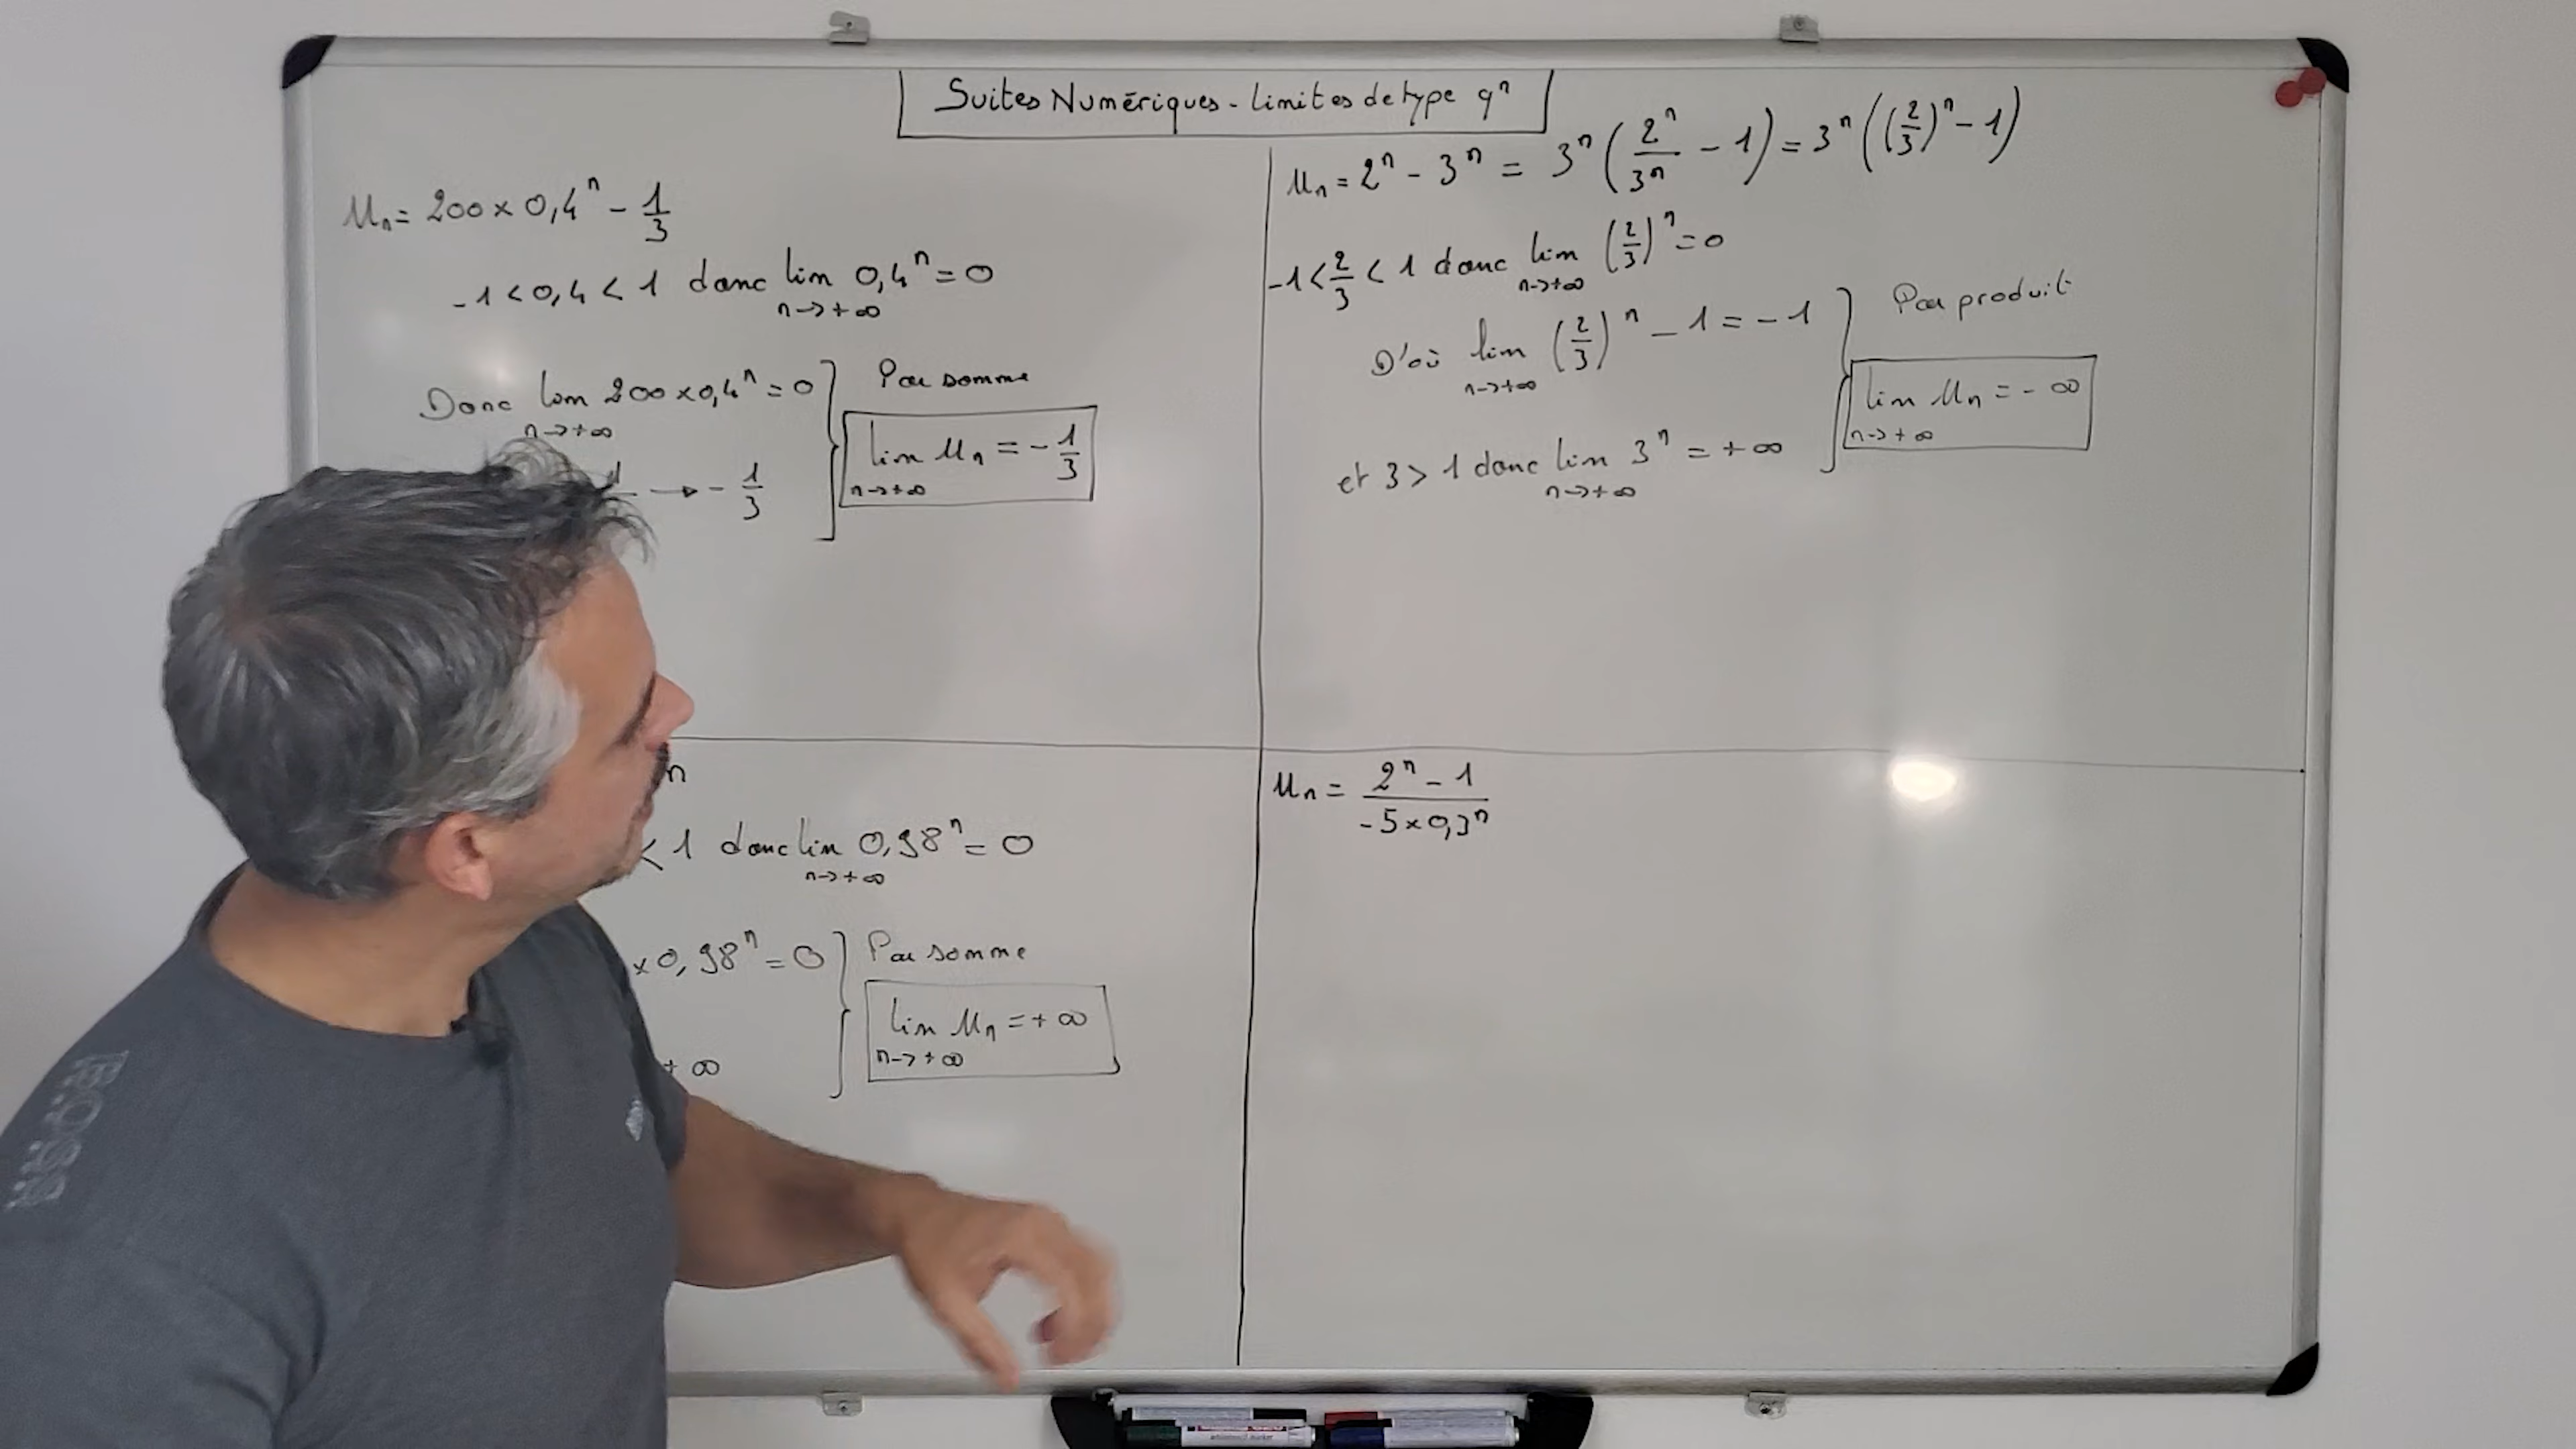 Suites Numériques - Limites de type qⁿ
Uₙ = 200 × 0,4ⁿ - 1/3
-1 < 0,4 < 1 donc lim 0,4ⁿ = 0
n→+∞
Donc lim 200×0,4ⁿ = 0
n→+∞
→ - 1/3
Par somme
lim Uₙ = - 1/3
n→+∞
Uₙ = 2ⁿ - 3ⁿ = 3ⁿ (2ⁿ/3ⁿ - 1) = 3ⁿ ((2/3)ⁿ - 1)
-1 < 2/3 < 1 donc lim (2/3)ⁿ = 0
n→+∞
D'où lim (2/3)ⁿ - 1 = - 1
n→+∞
et 3 > 1 donc lim 3ⁿ = + ∞
n→+∞
Par produit
lim Uₙ = - ∞
n→+∞
n
< 1 donc lim 0,98ⁿ = 0
n→+∞
× 0,98ⁿ = 0
+ ∞
Par somme
lim Uₙ = + ∞
n→+∞
Uₙ = (2ⁿ - 1)/(-5 × 0,3ⁿ)
BOSS